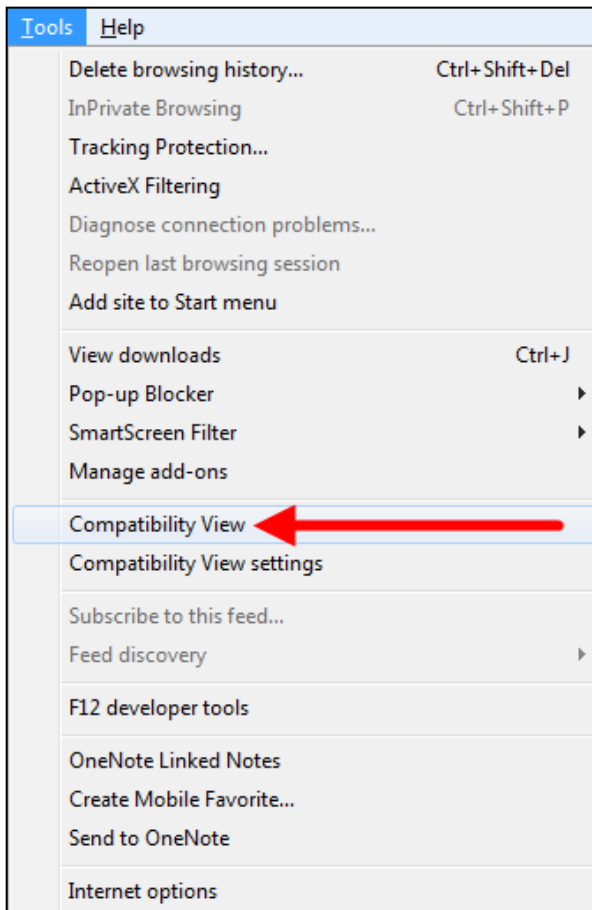 Tools Help
Delete browsing history... Ctrl+Shift+Del
InPrivate Browsing Ctrl+Shift+P
Tracking Protection...
ActiveX Filtering
Diagnose connection problems...
Reopen last browsing session
Add site to Start menu
View downloads Ctrl+J
Pop-up Blocker
SmartScreen Filter
Manage add-ons
Compatibility View
Compatibility View settings
Subscribe to this feed...
Feed discovery
F12 developer tools
OneNote Linked Notes
Create Mobile Favorite...
Send to OneNote
Internet options